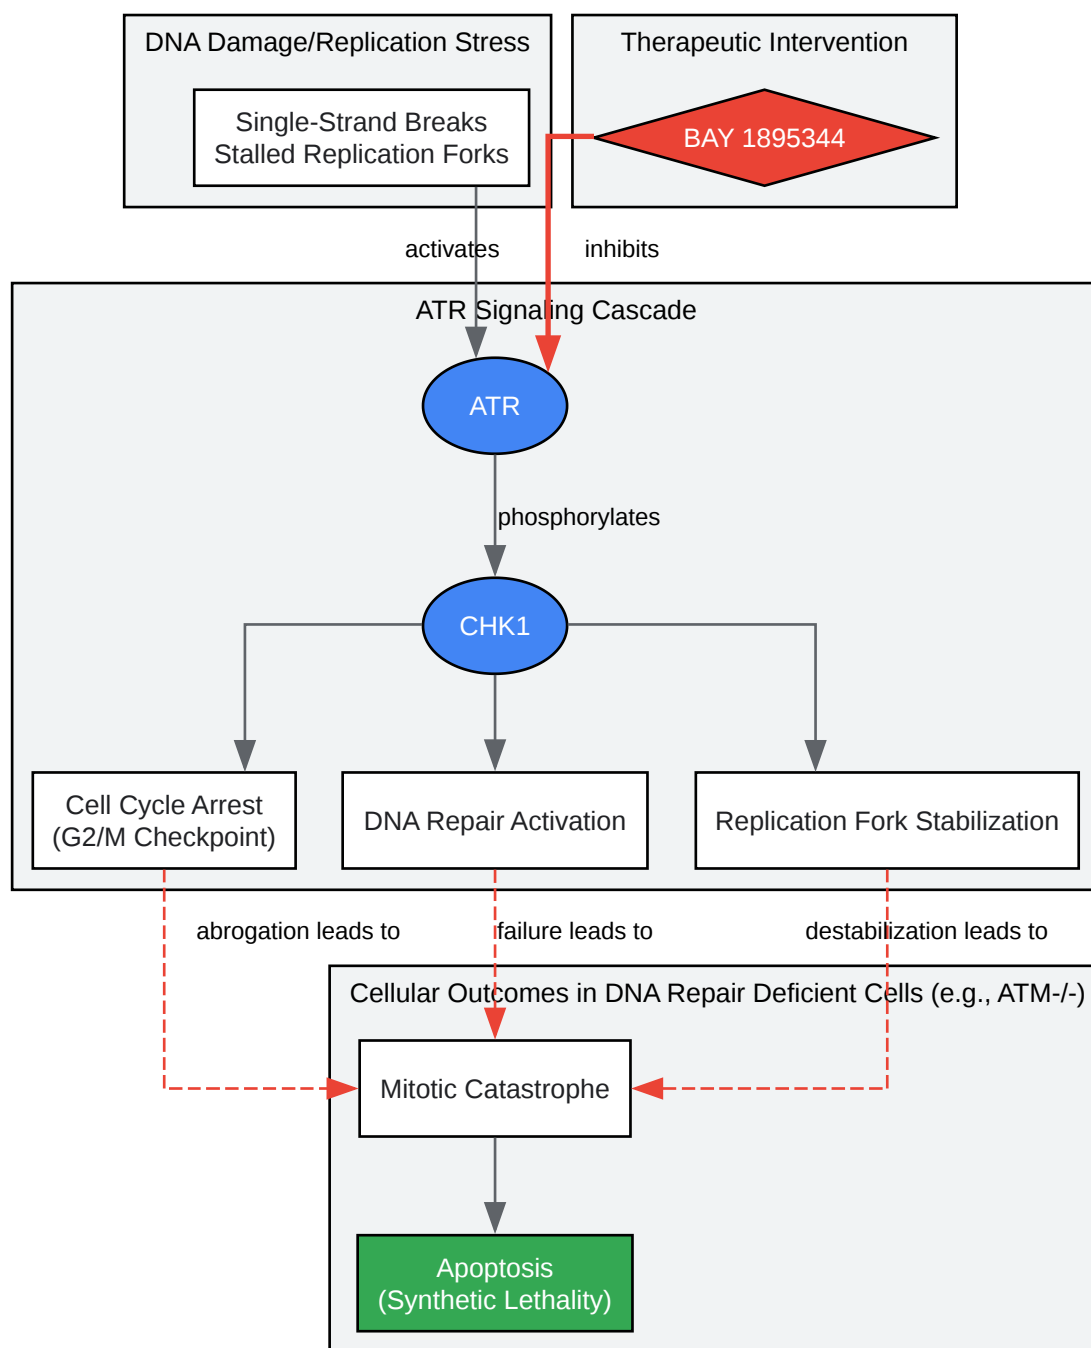 DNA Damage/Replication Stress
Therapeutic Intervention
Single-Strand Breaks
Stalled Replication Forks
BAY 1895344
activates
inhibits
ATR Signaling Cascade
ATR
phosphorylates
CHK1
Cell Cycle Arrest
(G2/M Checkpoint)
DNA Repair Activation
Replication Fork Stabilization
abrogation leads to
failure leads to
destabilization leads to
Cellular Outcomes in DNA Repair Deficient Cells (e.g., ATM-/-)
Mitotic Catastrophe
Apoptosis
(Synthetic Lethality)